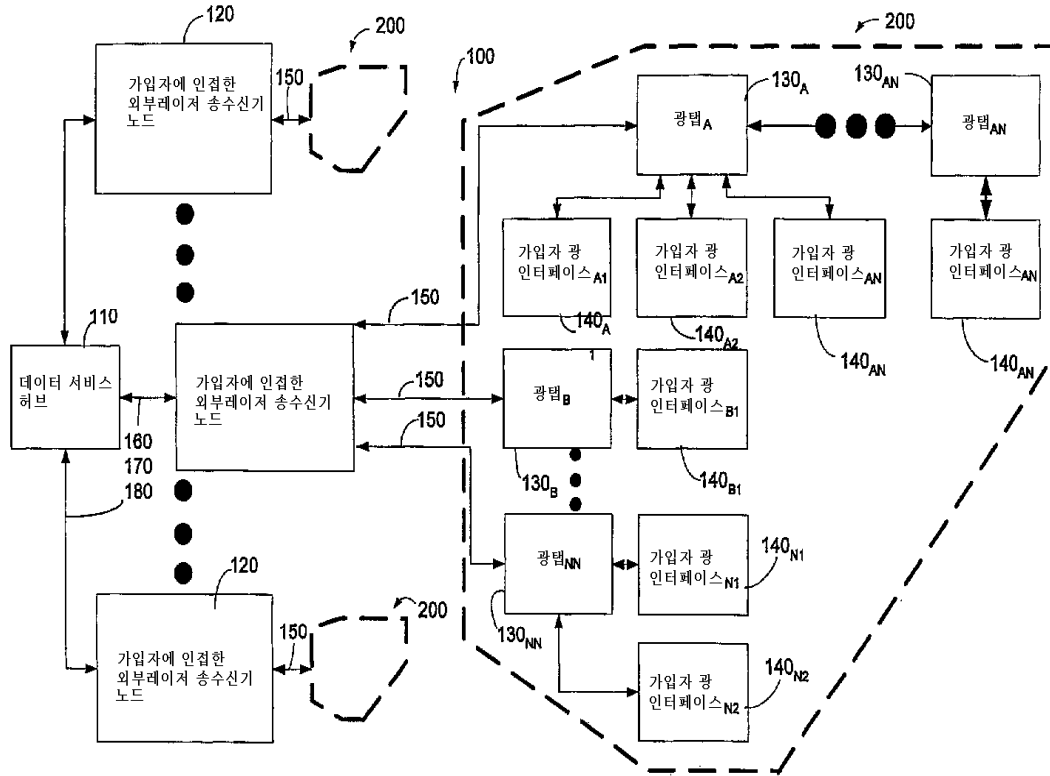 120
가입자에 인접한
외부레이저 송수신기
노드
150
200
100
200
130A
광탭A
130AN
광탭AN
가입자 광
인터페이스A1
가입자 광
인터페이스A2
가입자 광
인터페이스AN
가입자 광
인터페이스AN
140A
1
140A2
140AN
140AN
110
데이터 서비스
허브
160
170
180
가입자에 인접한
외부레이저 송수신기
노드
150
150
150
광탭B
130B
가입자 광
인터페이스B1
140B1
광탭NN
130NN
가입자 광
인터페이스N1
140N1
가입자 광
인터페이스N2
140N2
120
가입자에 인접한
외부레이저 송수신기
노드
150
200